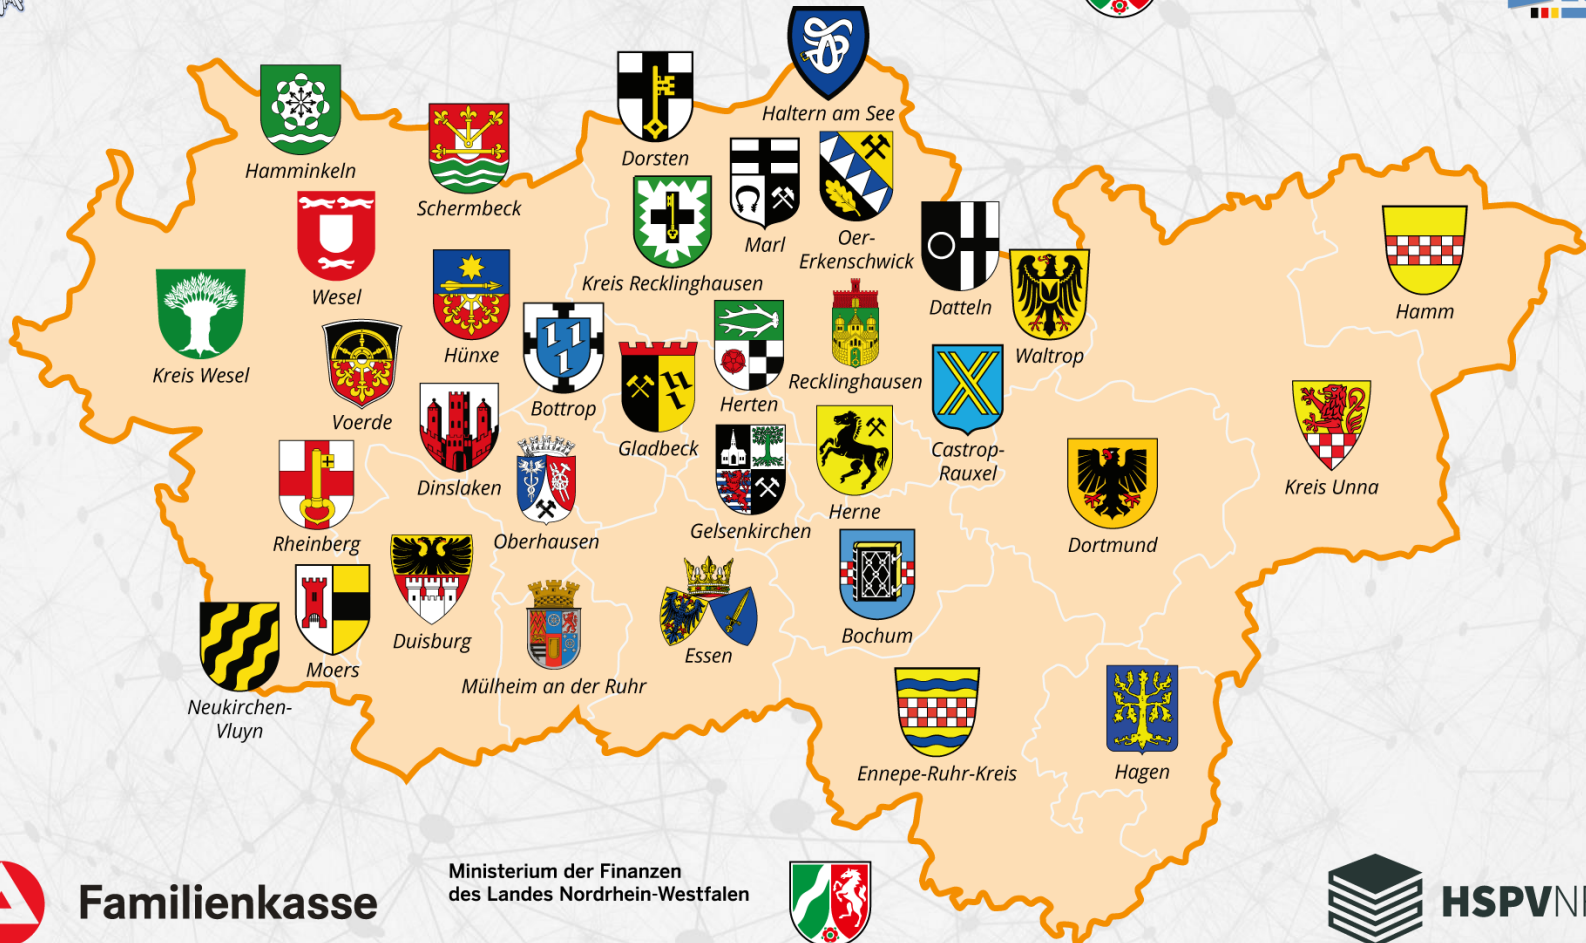 Haltern am See
Dorsten
Hamminkeln
Schermbeck
Marl
Oer-
Erkenschwick
Kreis Recklinghausen
Wesel
Datteln
Hamm
Hünxe
Waltrop
Kreis Wesel
Recklinghausen
Herten
Bottrop
Voerde
Gladbeck
Castrop-
Rauxel
Dinslaken
Kreis Unna
Herne
Gelsenkirchen
Oberhausen
Rheinberg
Dortmund
Bochum
Duisburg
Essen
Moers
Mülheim an der Ruhr
Neukirchen-
Vluyn
Ennepe-Ruhr-Kreis
Hagen
Familienkasse
Ministerium der Finanzen
des Landes Nordrhein-Westfalen